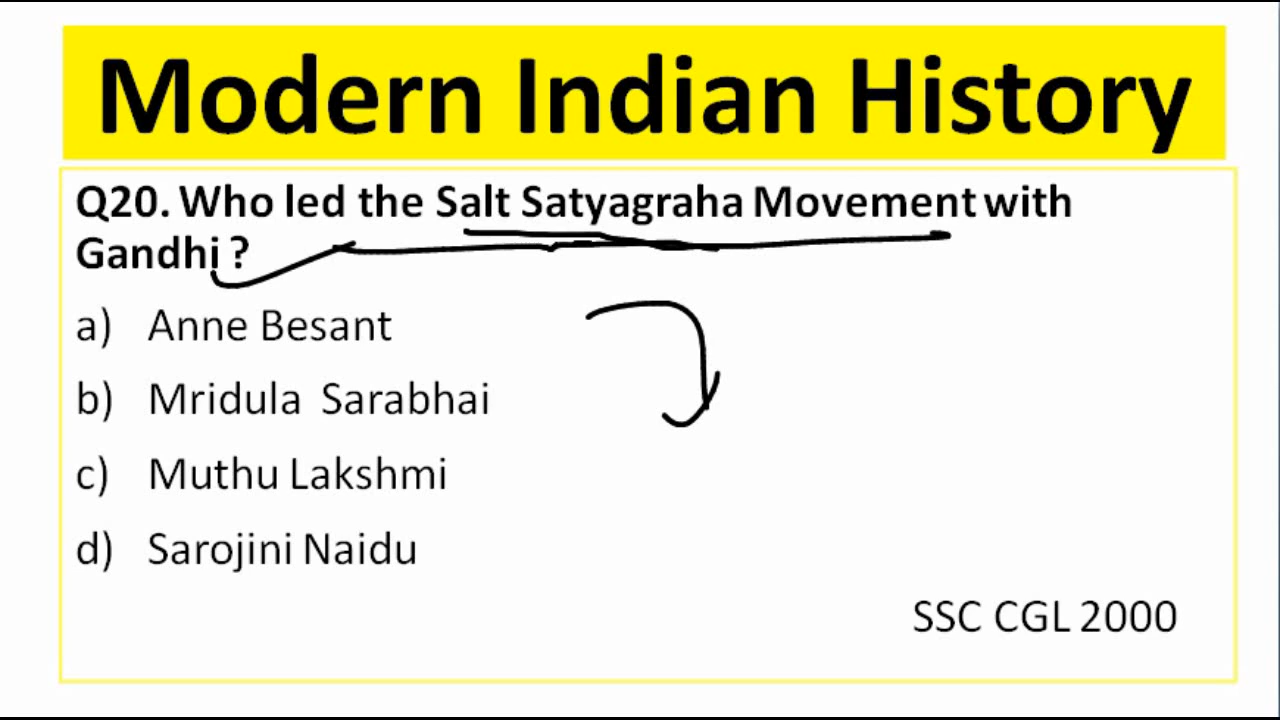 Modern Indian History
Q20. Who led the Salt Satyagraha Movement with
Gandhi ?
a) Anne Besant
b) Mridula Sarabhai
c) Muthu Lakshmi
d) Sarojini Naidu
SSC CGL 2000